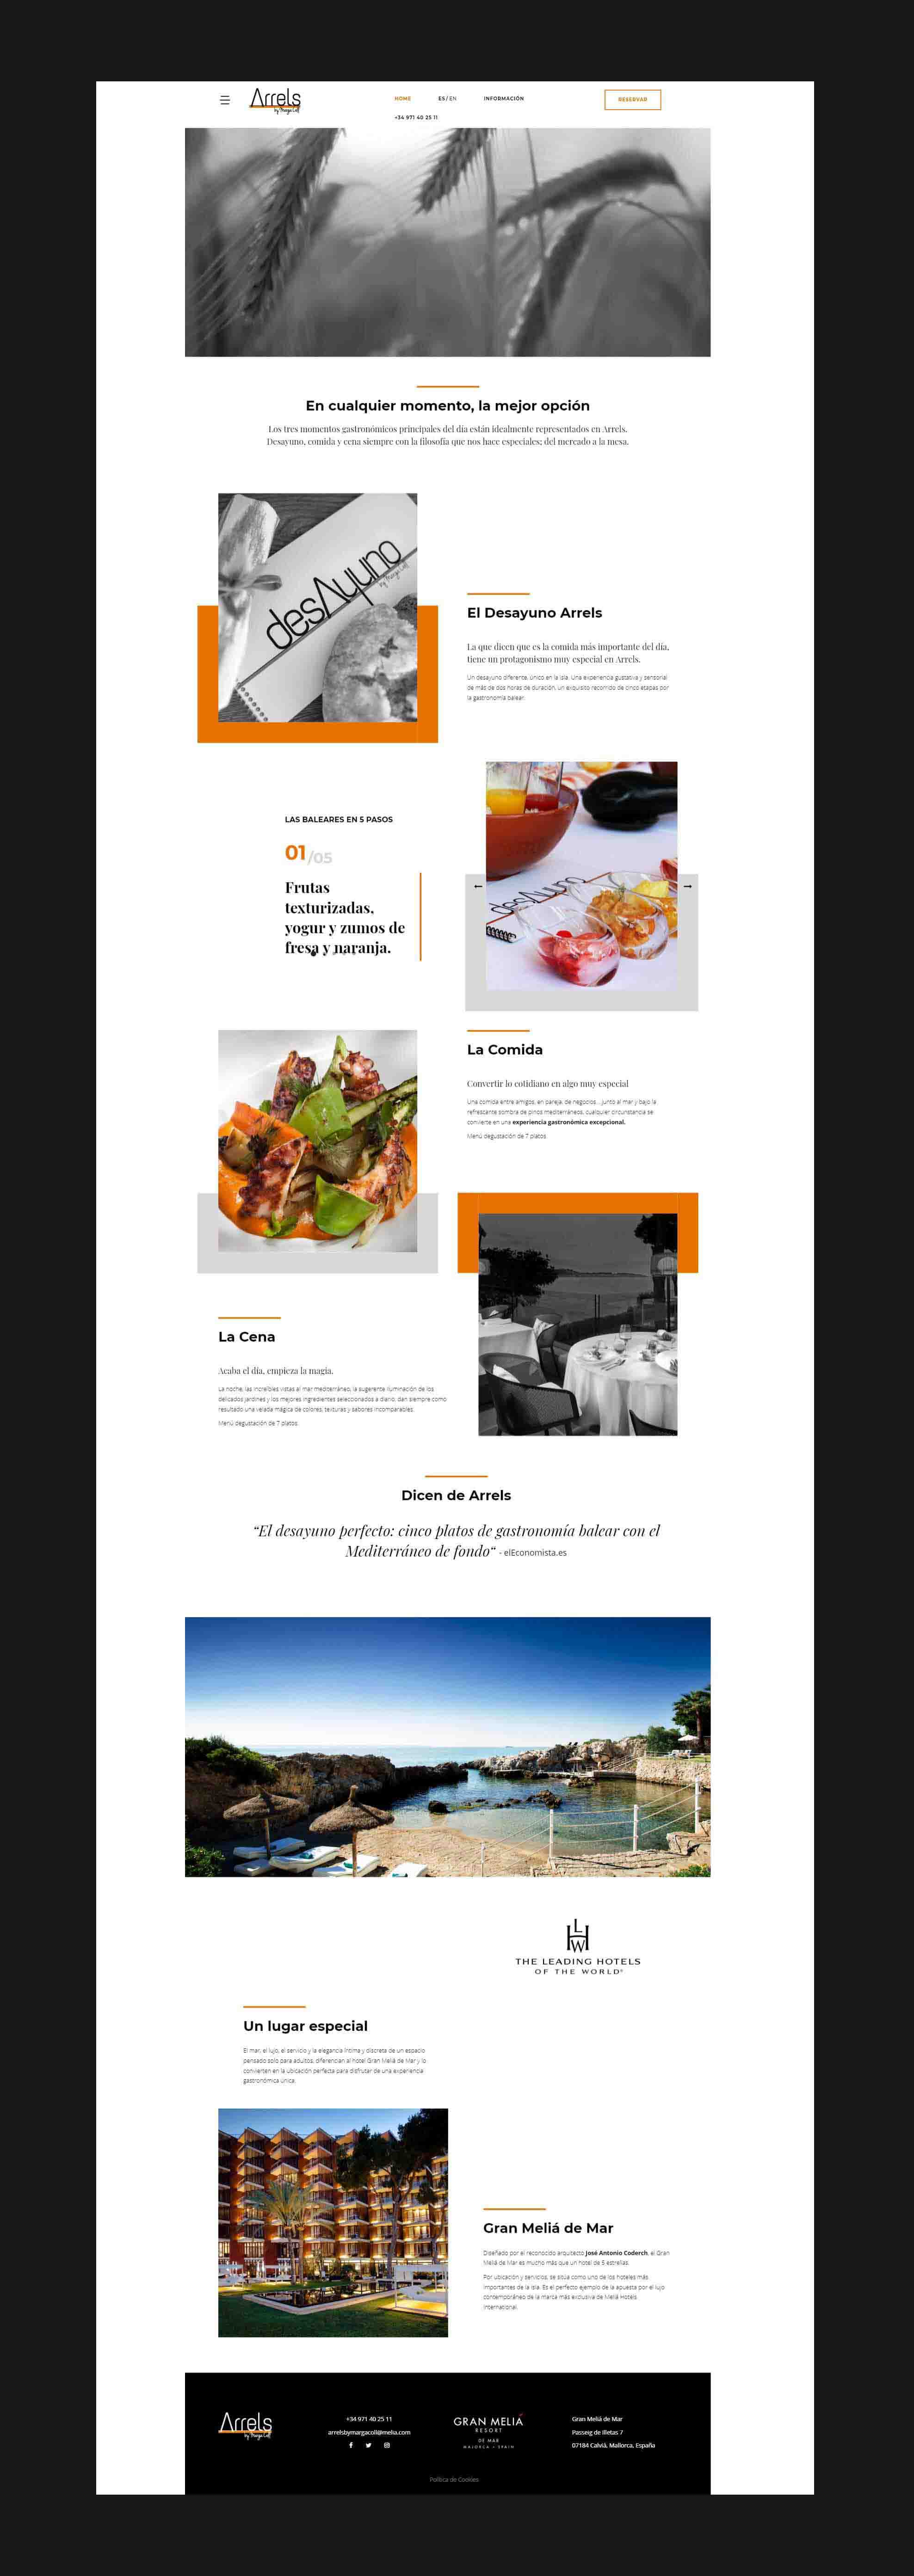 Arrels
by Marga Coll
HOME
ES / EN
INFORMACIÓN
RESERVAR
+34 971 40 25 11
En cualquier momento, la mejor opción
Los tres momentos gastronómicos principales del día están idealmente representados en Arrels.
Desayuno, comida y cena siempre con la filosofía que nos hace especiales; del mercado a la mesa.
desAyuno
by Marga Coll
El Desayuno Arrels
La que dicen que es la comida más importante del día,
tiene un protagonismo muy especial en Arrels.
Un desayuno diferente, único en la isla. Una experiencia gustativa y sensorial
de más de dos horas de duración, un exquisito recorrido de cinco etapas por
la gastronomía balear.
LAS BALEARES EN 5 PASOS
01/05
Frutas
texturizadas,
yogur y zumos de
fresa y naranja.
desAyuno
La Comida
Convertir lo cotidiano en algo muy especial
Una comida entre amigos, en pareja, de negocios... junto al mar y bajo la
refrescante sombra de pinos mediterráneos, cualquier circunstancia se
convierte en una experiencia gastronómica excepcional.
Menú degustación de 7 platos
La Cena
Acaba el día, empieza la magia.
La noche, las increíbles vistas al mar mediterráneo, la sugerente iluminación de los
delicados jardines y los mejores ingredientes seleccionados a diario, dan siempre como
resultado una velada mágica de colores, texturas y sabores incomparables.
Menú degustación de 7 platos
Dicen de Arrels
“El desayuno perfecto: cinco platos de gastronomía balear con el
Mediterráneo de fondo“ - elEconomista.es
LHW
THE LEADING HOTELS
OF THE WORLD®
Un lugar especial
El mar, el lujo, el servicio y la elegancia íntima y discreta de un espacio
pensado solo para adultos, diferencian al hotel Gran Meliá de Mar y lo
convierten en la ubicación perfecta para disfrutar de una experiencia
gastronómica única.
Gran Meliá de Mar
Diseñado por el reconocido arquitecto José Antonio Coderch, el Gran
Meliá de Mar es mucho más que un hotel de 5 estrellas.
Por ubicación y servicios, se sitúa como uno de los hoteles más
importantes de la isla. Es el perfecto ejemplo de la apuesta por el lujo
contemporáneo de la marca más exclusiva de Meliá Hotels
International.
Arrels
by Marga Coll
+34 971 40 25 11
arrelsbymargacoll@melia.com
GRAN MELIÁ
RESORT
DE MAR
MALLORCA - SPAIN
Gran Meliá de Mar
Passeig de Illetas 7
07184 Calviá, Mallorca, España
Política de Cookies